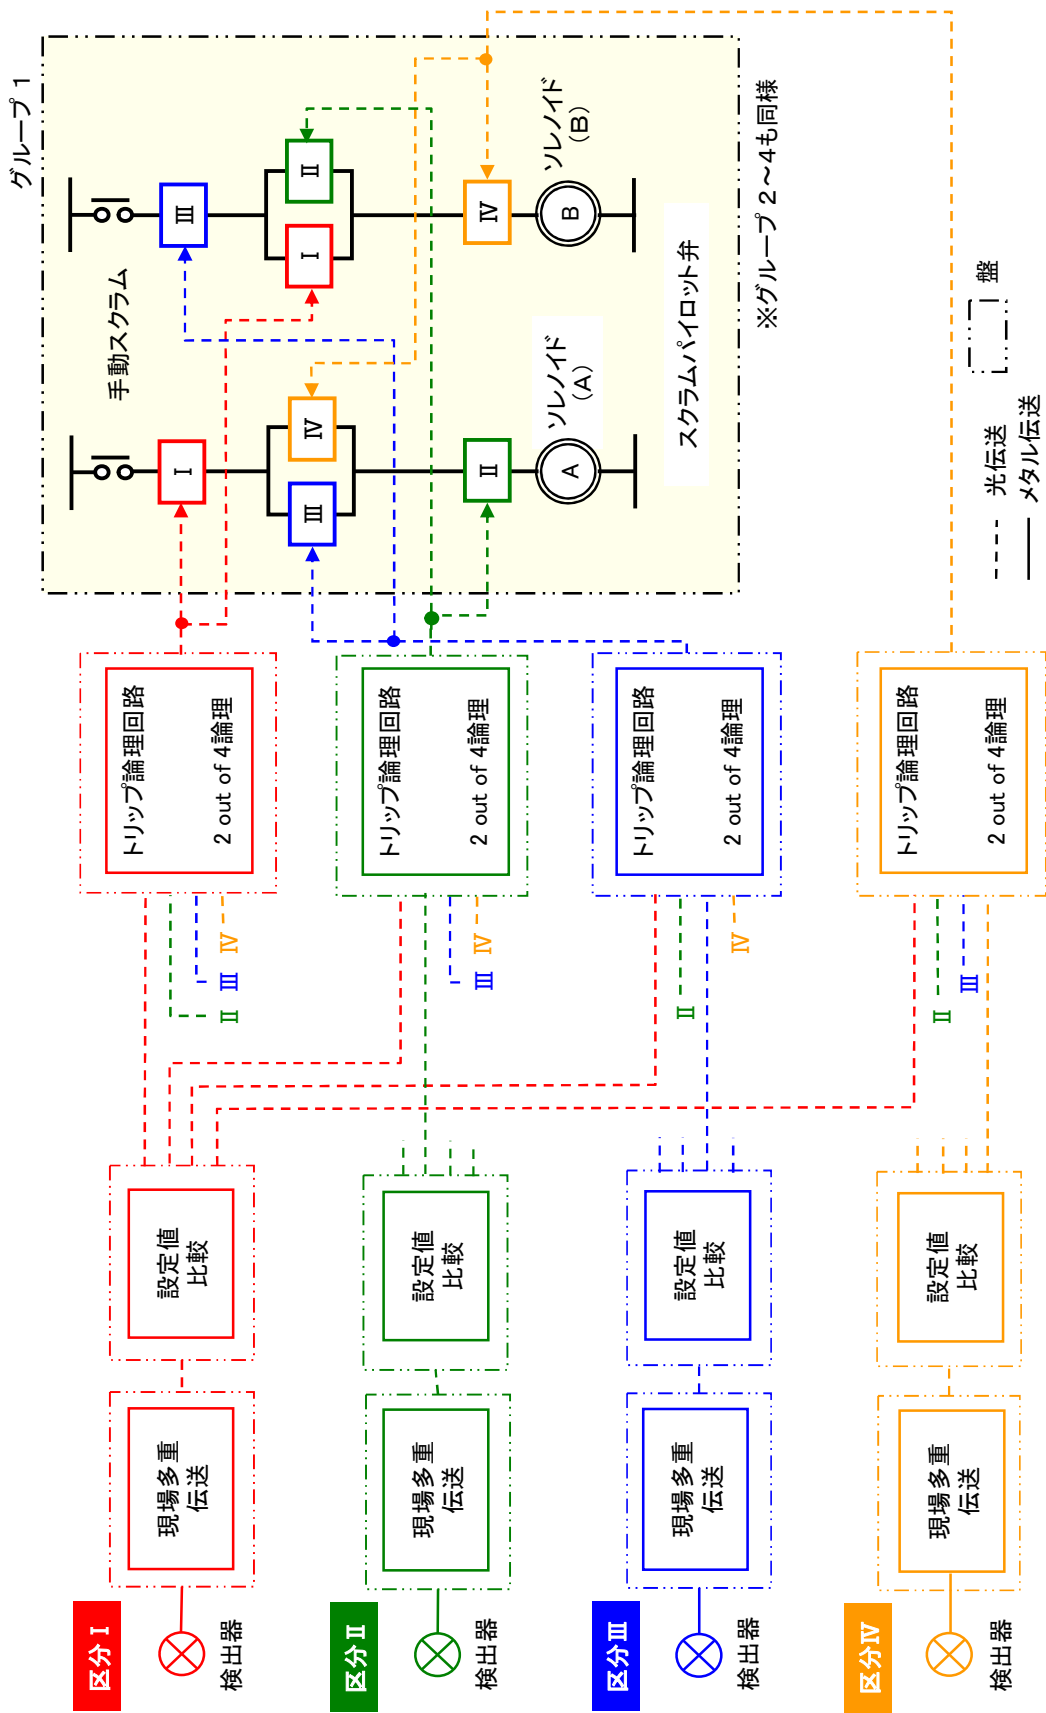 区分Ⅰ
検出器
現場多重
伝送
設定値
比較
Ⅱ
Ⅲ
Ⅳ
トリップ論理回路
2 out of 4論理
区分Ⅱ
検出器
現場多重
伝送
設定値
比較
Ⅲ
Ⅳ
トリップ論理回路
2 out of 4論理
区分Ⅲ
検出器
現場多重
伝送
設定値
比較
Ⅱ
Ⅳ
トリップ論理回路
2 out of 4論理
区分Ⅳ
検出器
現場多重
伝送
設定値
比較
Ⅱ
Ⅲ
トリップ論理回路
2 out of 4論理
グループ 1
手動スクラム
Ⅰ
Ⅲ
Ⅳ
Ⅱ
A
ソレノイド
(A)
Ⅲ
Ⅰ
Ⅱ
Ⅳ
B
ソレノイド
(B)
スクラムパイロット弁
※グループ 2～4も同様
光伝送
メタル伝送
盤